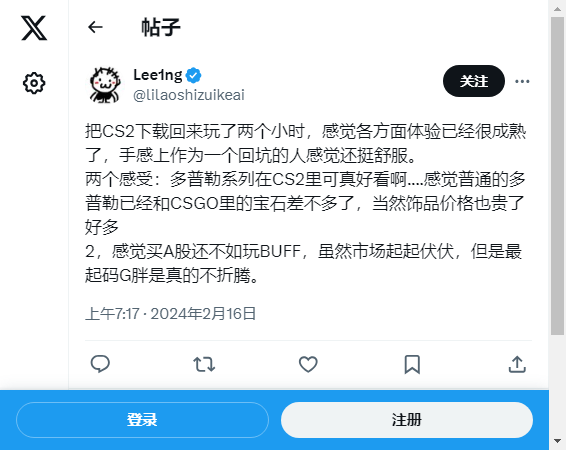 帖子
Lee1ng
@lilaoshizuikeai
关注
把CS2下载回来玩了两个小时，感觉各方面体验已经很成熟
了，手感上作为一个回坑的人感觉还挺舒服。
两个感受：多普勒系列在CS2里可真好看啊....感觉普通的多
普勒已经和CSGO里的宝石差不多了，当然饰品价格也贵了
好多
2，感觉买A股还不如玩BUFF，虽然市场起起伏伏，但是最
起码G胖是真的不折腾。
上午7:17 · 2024年2月16日
登录
注册